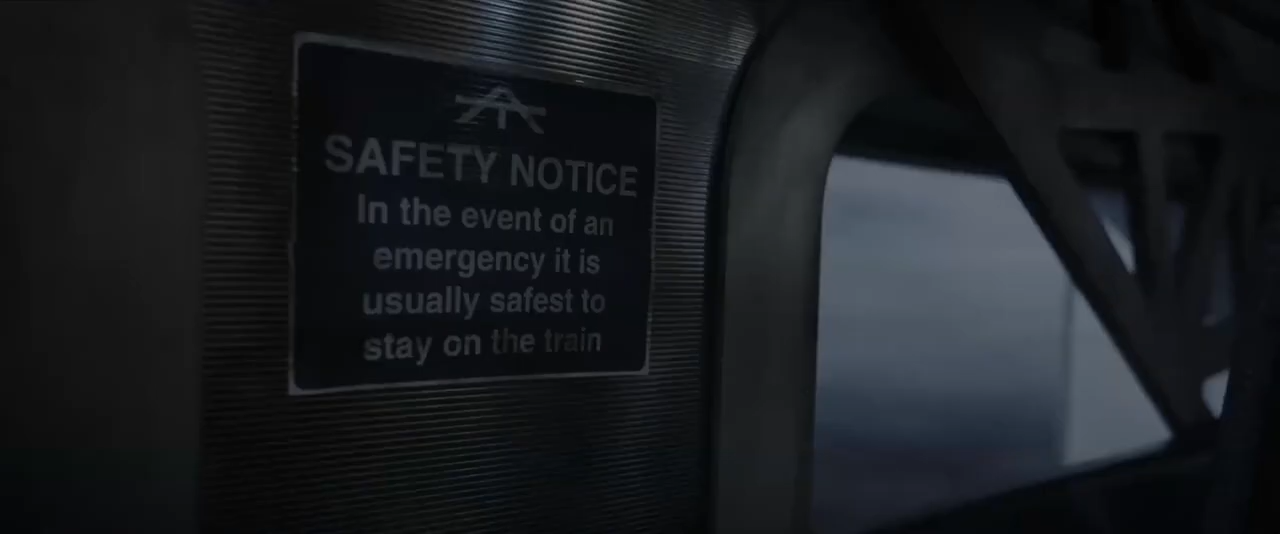 SAFETY NOTICE
In the event of an
emergency it is
usually safest to
stay on the train